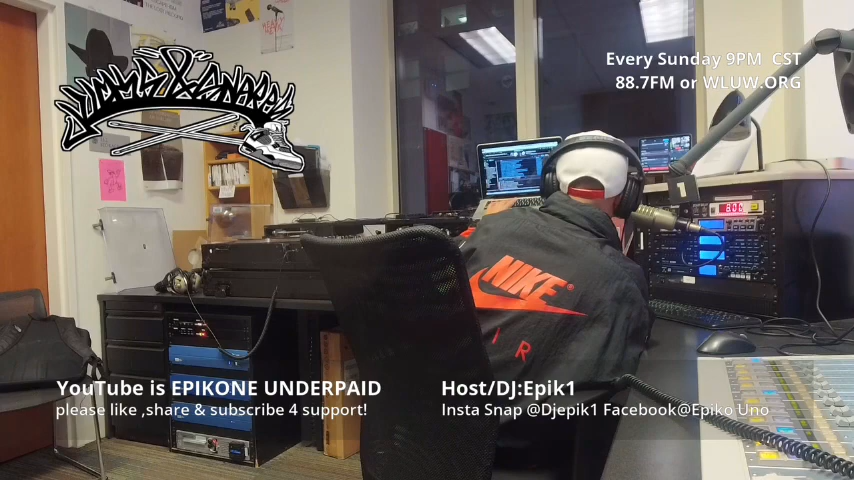 Every Sunday 9PM CST
88.7FM or WLUW.ORG
NIKE
I R
YouTube is EPIKONE UNDERPAID
please like ,share & subscribe 4 support!
Host/DJ:Epik1
Insta Snap @Djepik1 Facebook@Epiko Uno